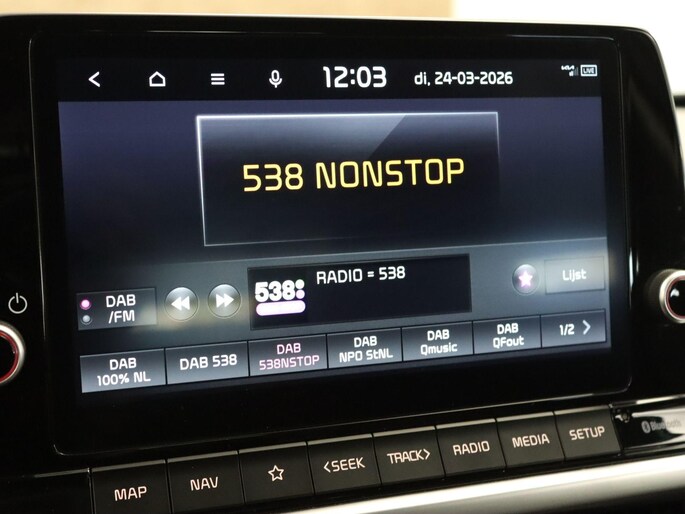 12:03 di, 24-03-2026 KIA LIVE
538 NONSTOP
DAB
/FM
538
RADIO = 538
Lijst
DAB
100% NL
DAB 538
DAB
538NSTOP
DAB
NPO StNL
DAB
Qmusic
DAB
QFout
1/2
MAP
NAV
<SEEK
TRACK>
RADIO
MEDIA
SETUP
Bluetooth